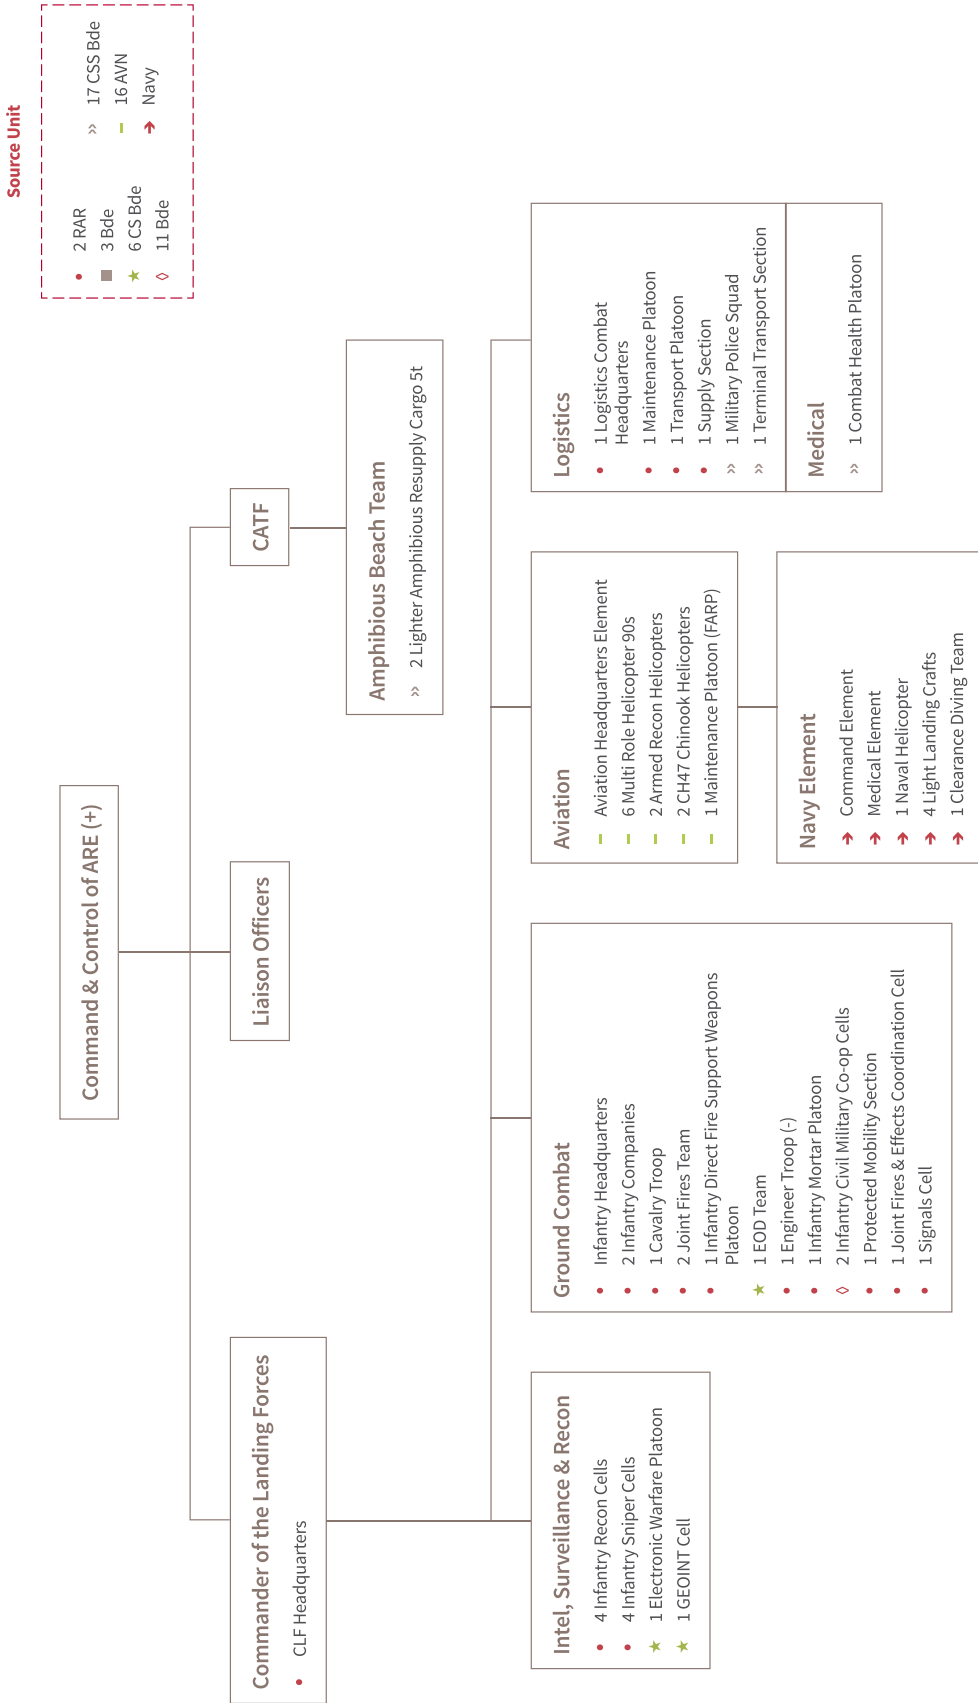 Source Unit
2 RAR
3 Bde
6 CS Bde
11 Bde
17 CSS Bde
16 AVN
Navy
Command & Control of ARE (+)
Commander of the Landing Forces
CLF Headquarters
Liaison Officers
CATF
Amphibious Beach Team
2 Lighter Amphibious Resupply Cargo 5t
Intel, Surveillance & Recon
4 Infantry Recon Cells
4 Infantry Sniper Cells
1 Electronic Warfare Platoon
1 GEOINT Cell
Ground Combat
Infantry Headquarters
2 Infantry Companies
1 Cavalry Troop
2 Joint Fires Team
1 Infantry Direct Fire Support Weapons
Platoon
1 EOD Team
1 Engineer Troop (-)
1 Infantry Mortar Platoon
2 Infantry Civil Military Co-op Cells
1 Protected Mobility Section
1 Joint Fires & Effects Coordination Cell
1 Signals Cell
Aviation
Aviation Headquarters Element
6 Multi Role Helicopter 90s
2 Armed Recon Helicopters
2 CH47 Chinook Helicopters
1 Maintenance Platoon (FARP)
Navy Element
Command Element
Medical Element
1 Naval Helicopter
4 Light Landing Crafts
1 Clearance Diving Team
Logistics
1 Logistics Combat
Headquarters
1 Maintenance Platoon
1 Transport Platoon
1 Supply Section
1 Military Police Squad
1 Terminal Transport Section
Medical
1 Combat Health Platoon